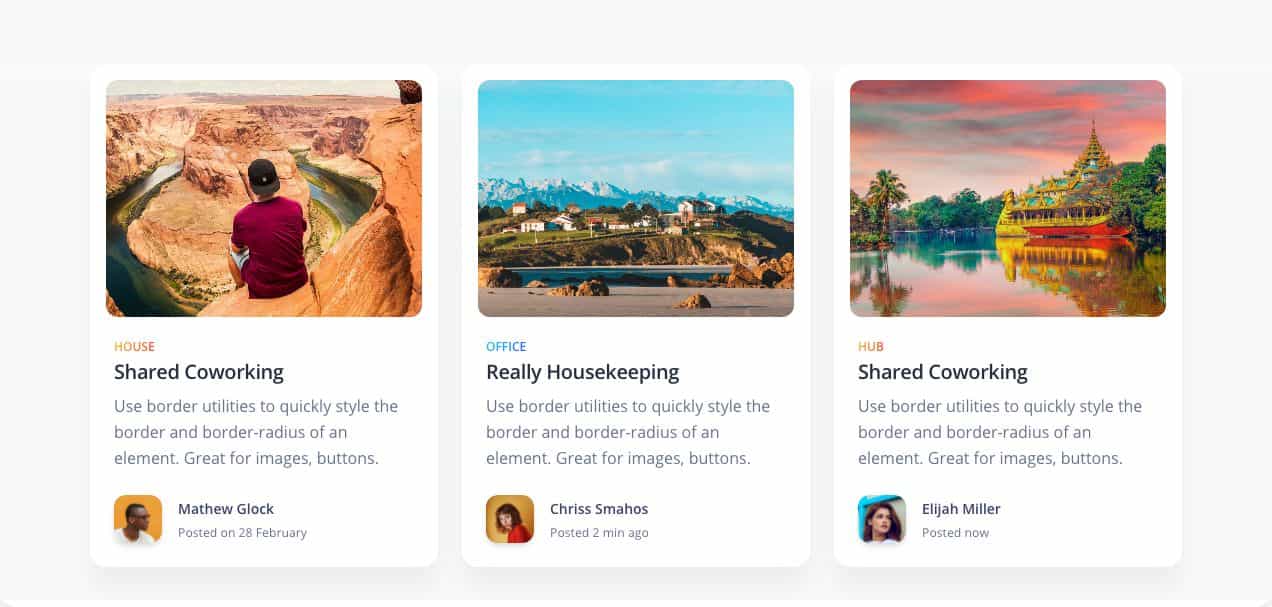 HOUSE
Shared Coworking
Use border utilities to quickly style the
border and border-radius of an
element. Great for images, buttons.
Mathew Glock
Posted on 28 February
OFFICE
Really Housekeeping
Use border utilities to quickly style the
border and border-radius of an
element. Great for images, buttons.
Chriss Smahos
Posted 2 min ago
HUB
Shared Coworking
Use border utilities to quickly style the
border and border-radius of an
element. Great for images, buttons.
Elijah Miller
Posted now